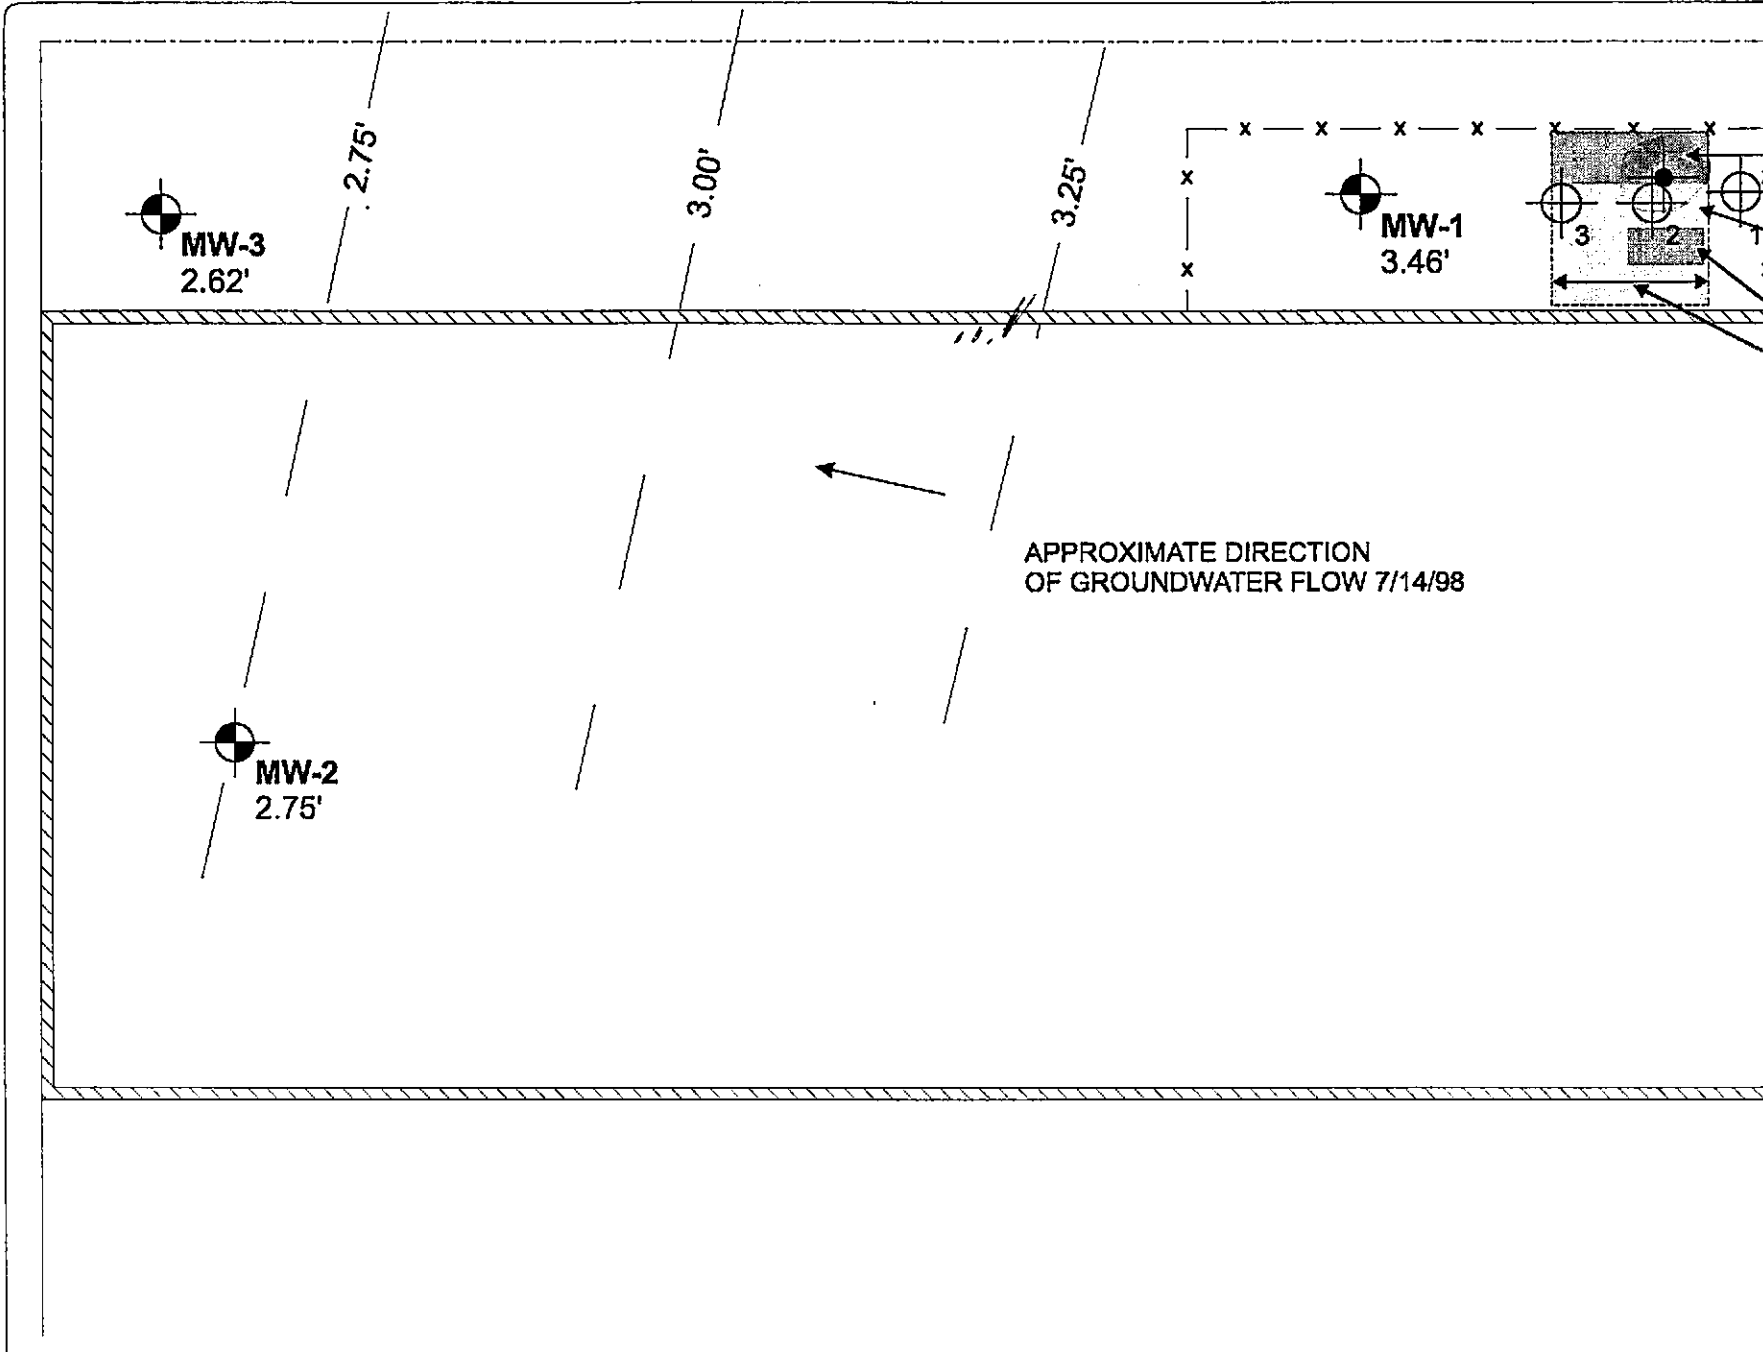 2.75'
3.00'
3.25'
x x x x x x x
x
x
MW-3
2.62'
MW-1
3.46'
3
2
1
APPROXIMATE DIRECTION
OF GROUNDWATER FLOW 7/14/98
MW-2
2.75'